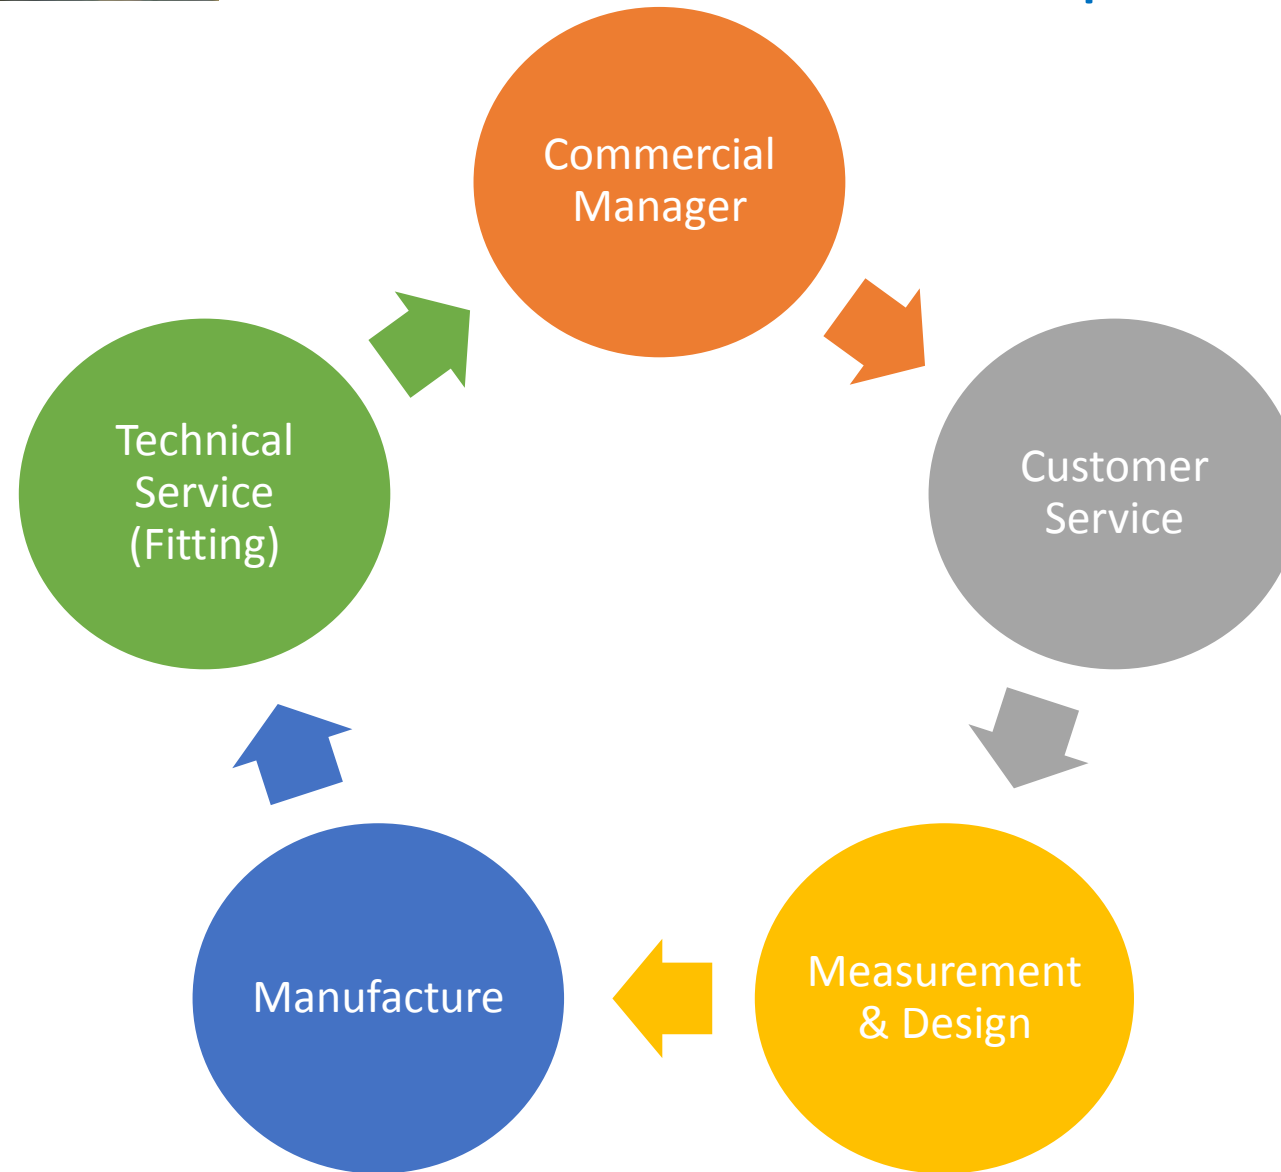 Commercial
Manager
Customer
Service
Measurement
& Design
Manufacture
Technical
Service
(Fitting)